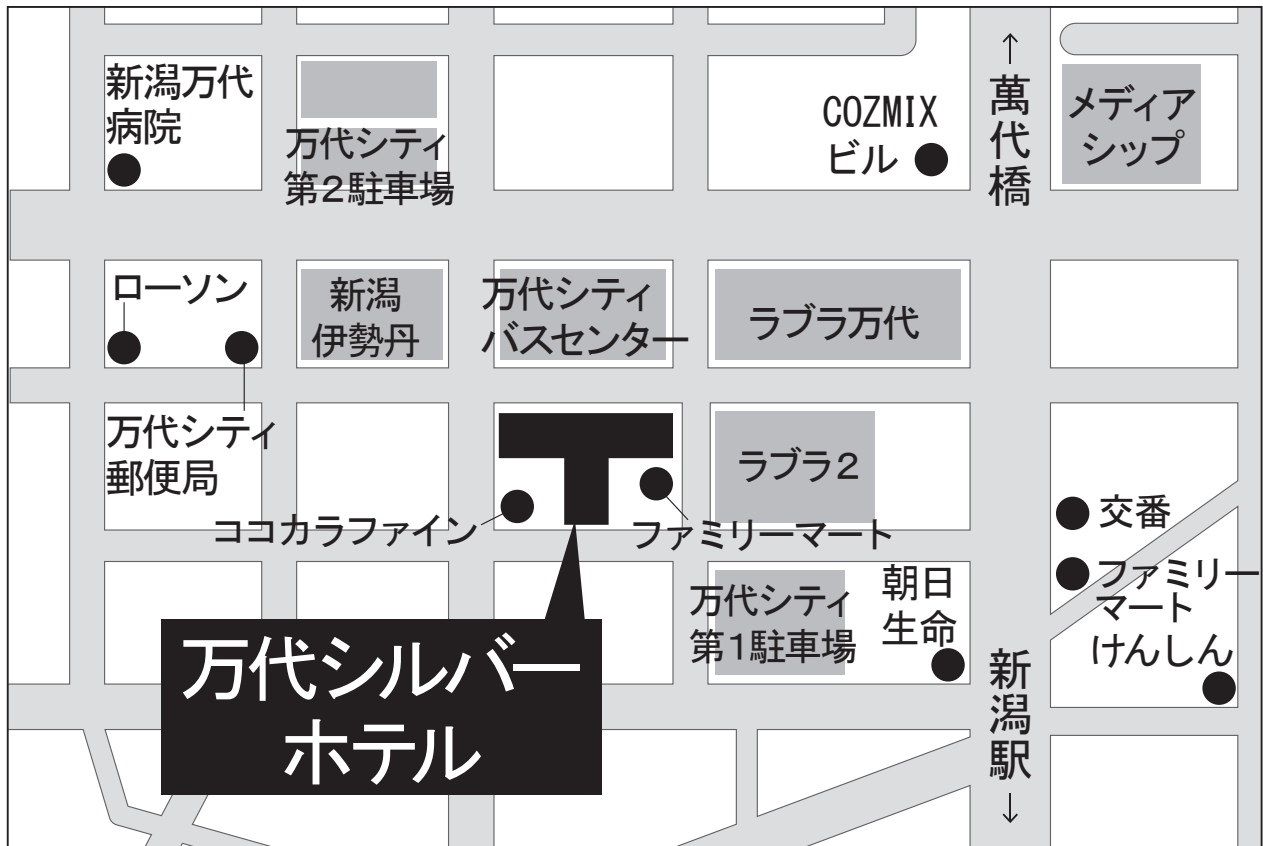 新潟万代
病院
万代シティ
第２駐車場
COZMIX
ビル
↑
萬代橋
メディア
シップ
ローソン
新潟
伊勢丹
万代シティ
バスセンター
ラブラ万代
万代シティ
郵便局
ラブラ２
ココカラファイン
ファミリーマート
交番
ファミリー
マート
万代シティ
第１駐車場
朝日
生命
けんしん
万代シルバー
ホテル
新潟駅
↓